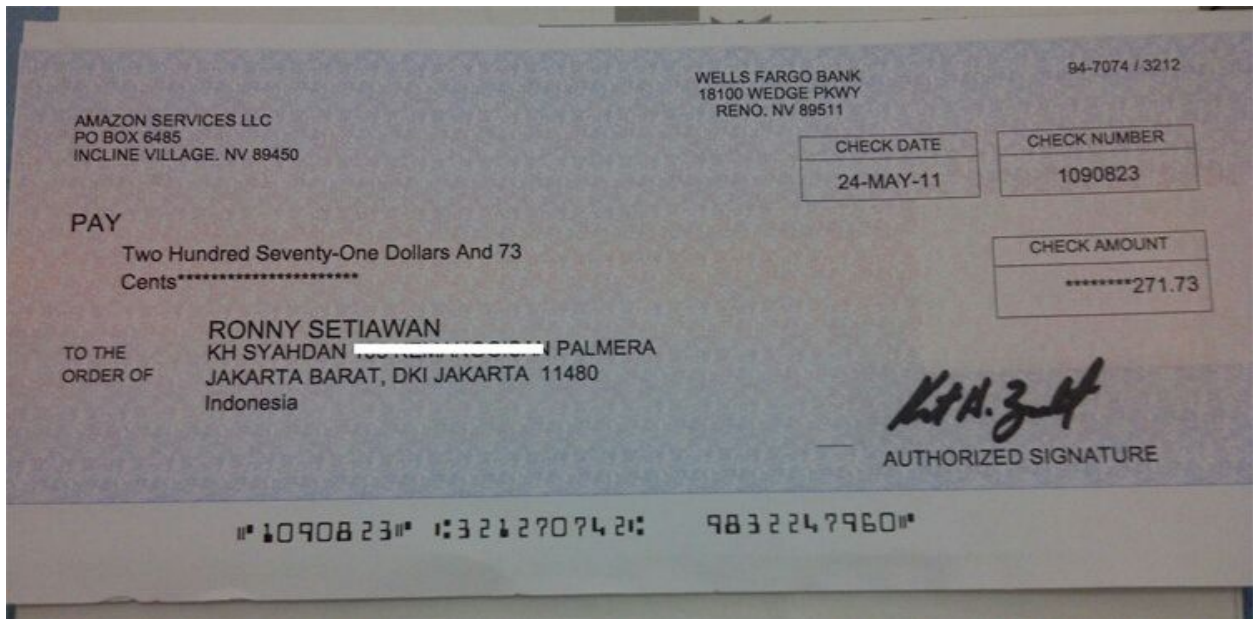 WELLS FARGO BANK
18100 WEDGE PKWY
RENO. NV 89511
94-7074 / 3212
AMAZON SERVICES LLC
PO BOX 6485
INCLINE VILLAGE. NV 89450
CHECK DATE
24-MAY-11
CHECK NUMBER
1090823
PAY
Two Hundred Seventy-One Dollars And 73
Cents**********************
CHECK AMOUNT
********271.73
TO THE
ORDER OF
RONNY SETIAWAN
KH SYAHDAN PALMERA
JAKARTA BARAT, DKI JAKARTA 11480
Indonesia
AUTHORIZED SIGNATURE
⑈1090823⑈ ⑆321270742⑆ 9832247960⑈